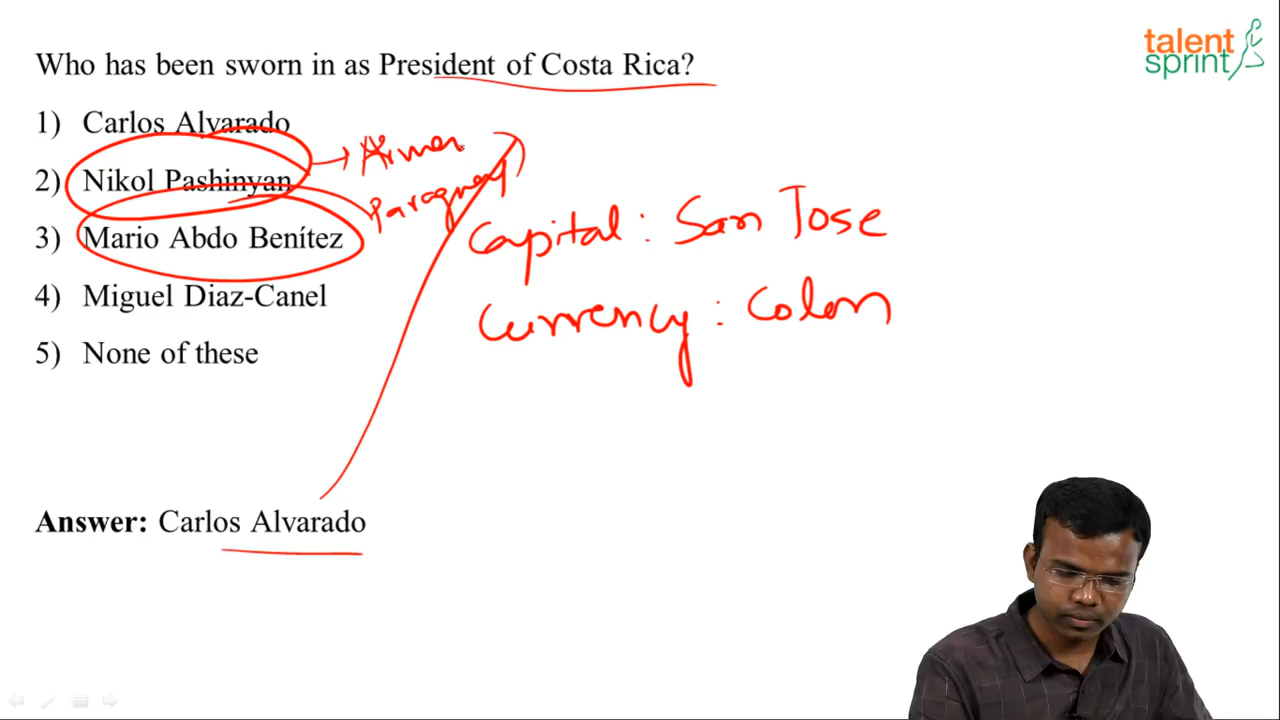 talent
sprint
Who has been sworn in as President of Costa Rica?
1) Carlos Alvarado
2) Nikol Pashinyan
Armen
Paraguay
3) Mario Abdo Benítez
Capital : San Jose
4) Miguel Diaz-Canel
Currency : Colon
5) None of these
Answer: Carlos Alvarado